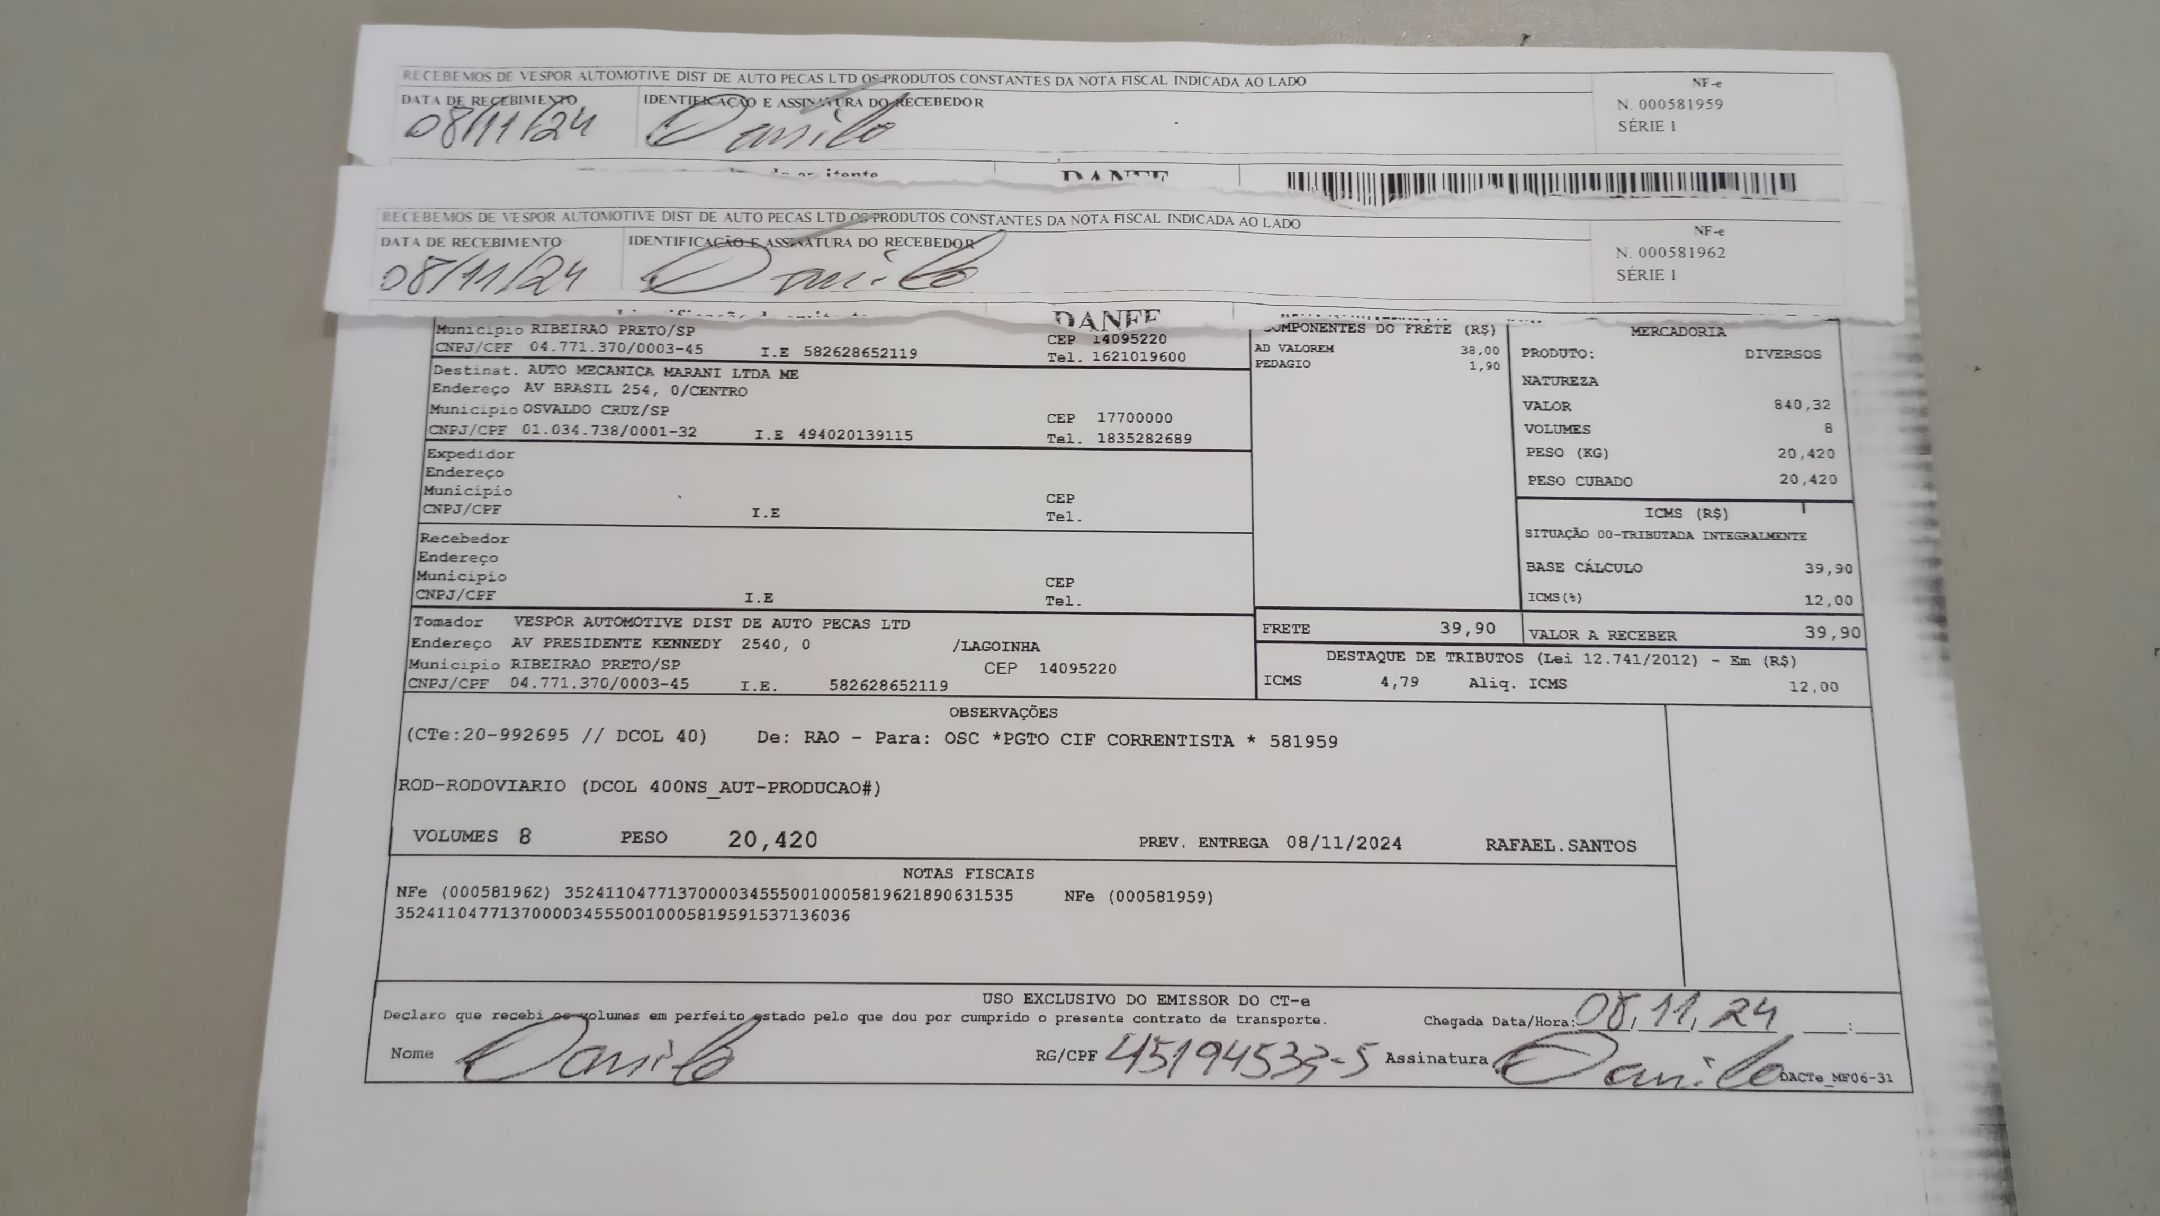 RECEBEMOS DE VESPOR AUTOMOTIVE DIST DE AUTO PECAS LTD OS PRODUTOS CONSTANTES DA NOTA FISCAL INDICADA AO LADO
NF-e
DATA DE RECEBIMENTO IDENTIFICAÇÃO E ASSINATURA DO RECEBEDOR N. 000581959
08/11/24 Danilo SÉRIE 1
DANFE
RECEBEMOS DE VESPOR AUTOMOTIVE DIST DE AUTO PECAS LTD OS PRODUTOS CONSTANTES DA NOTA FISCAL INDICADA AO LADO
NF-e
DATA DE RECEBIMENTO IDENTIFICAÇÃO E ASSINATURA DO RECEBEDOR N. 000581962
08/11/24 Danilo SÉRIE 1
DANFE
Município RIBEIRAO PRETO/SP CEP 14095220
CNPJ/CPF 04.771.370/0003-45 I.E 582628652119 Tel. 1621019600
Destinat. AUTO MECANICA MARANI LTDA ME
Endereço AV BRASIL 254, 0/CENTRO
Município OSVALDO CRUZ/SP CEP 17700000
CNPJ/CPF 01.034.738/0001-32 I.E 494020139115 Tel. 1835282689
Expedidor
Endereço
Município CEP
CNPJ/CPF I.E Tel.
Recebedor
Endereço
Município CEP
CNPJ/CPF I.E Tel.
Tomador VESPOR AUTOMOTIVE DIST DE AUTO PECAS LTD
Endereço AV PRESIDENTE KENNEDY 2540, 0 /LAGOINHA
Município RIBEIRAO PRETO/SP CEP 14095220
CNPJ/CPF 04.771.370/0003-45 I.E. 582628652119
COMPONENTES DO FRETE (R$)
AD VALOREM 38,00
PEDAGIO 1,90
FRETE 39,90
MERCADORIA
PRODUTO: DIVERSOS
NATUREZA
VALOR 840,32
VOLUMES 8
PESO (KG) 20,420
PESO CUBADO 20,420
ICMS (R$)
SITUAÇÃO 00-TRIBUTADA INTEGRALMENTE
BASE CÁLCULO 39,90
ICMS(%) 12,00
VALOR A RECEBER 39,90
DESTAQUE DE TRIBUTOS (Lei 12.741/2012) - Em (R$)
ICMS 4,79 Aliq. ICMS 12,00
OBSERVAÇÕES
(CTe:20-992695 // DCOL 40) De: RAO - Para: OSC *PGTO CIF CORRENTISTA * 581959
ROD-RODOVIARIO (DCOL 400NS_AUT-PRODUCAO#)
VOLUMES 8 PESO 20,420 PREV. ENTREGA 08/11/2024 RAFAEL.SANTOS
NOTAS FISCAIS
NFe (000581962) 35241104771370000345550010005819621890631535 NFe (000581959)
35241104771370000345550010005819591537136036
USO EXCLUSIVO DO EMISSOR DO CT-e
Declaro que recebi os volumes em perfeito estado pelo que dou por cumprido o presente contrato de transporte. Chegada Data/Hora: 08, 11, 24 :
Nome Danilo RG/CPF 45194533-5 Assinatura Danilo DACTe_MF06-31